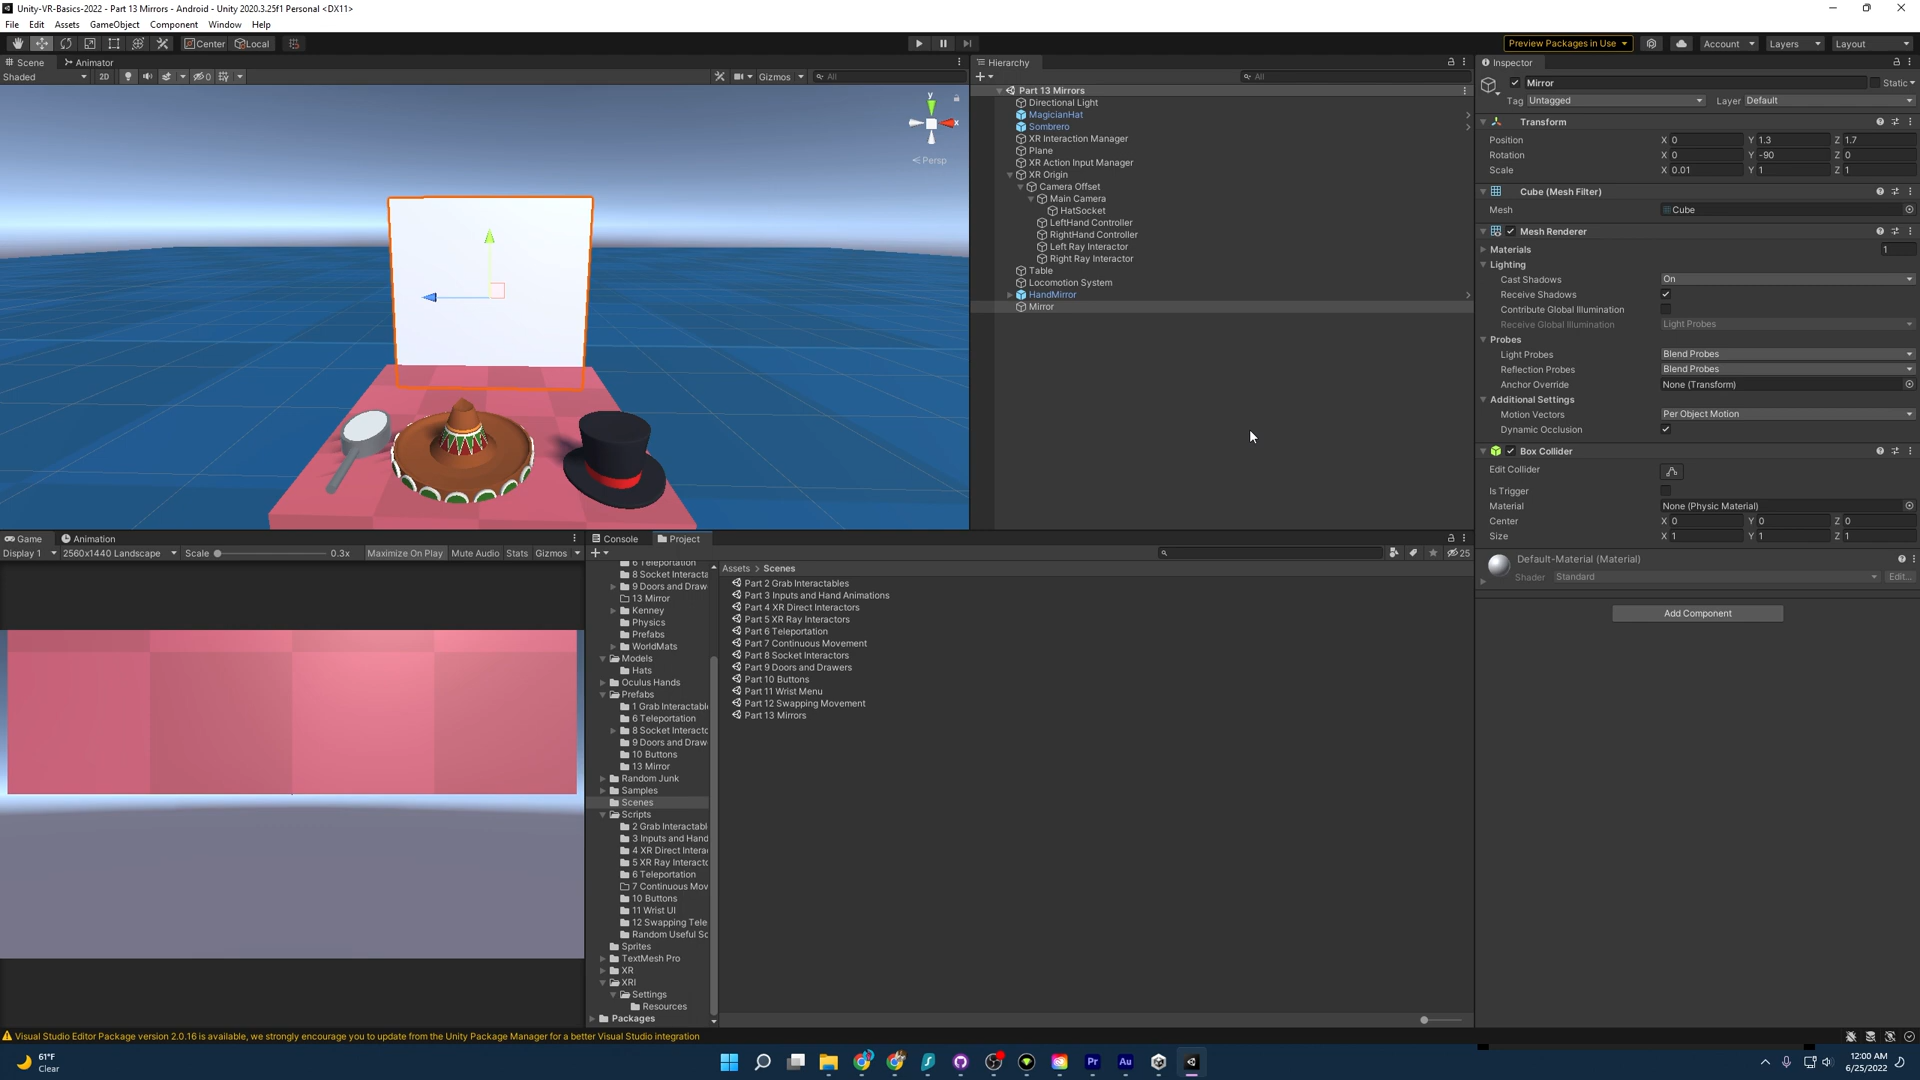 Unity-VR-Basics-2022 - Part 13 Mirrors - Android - Unity 2020.3.25f1 Personal <DX11>
File Edit Assets GameObject Component Window Help
Center Local
Preview Packages in Use Account Layers Layout
Scene Animator
Shaded 2D 0 Gizmos All
y
x
Persp
Hierarchy
All
Part 13 Mirrors
Directional Light
MagicianHat
Sombrero
XR Interaction Manager
Plane
XR Action Input Manager
XR Origin
Camera Offset
Main Camera
HatSocket
LeftHand Controller
RightHand Controller
Left Ray Interactor
Right Ray Interactor
Table
Locomotion System
HandMirror
Mirror
Inspector
Mirror Static
Tag Untagged Layer Default
Transform
Position X 0 Y 1.3 Z 1.7
Rotation X 0 Y -90 Z 0
Scale X 0.01 Y 1 Z 1
Cube (Mesh Filter)
Mesh Cube
Mesh Renderer
Materials 1
Lighting
Cast Shadows On
Receive Shadows
Contribute Global Illumination
Receive Global Illumination Light Probes
Probes
Light Probes Blend Probes
Reflection Probes Blend Probes
Anchor Override None (Transform)
Additional Settings
Motion Vectors Per Object Motion
Dynamic Occlusion
Box Collider
Edit Collider
Is Trigger
Material None (Physic Material)
Center X 0 Y 0 Z 0
Size X 1 Y 1 Z 1
Default-Material (Material)
Shader Standard Edit...
Add Component
Game Animation
Display 1 2560x1440 Landscape Scale 0.3x Maximize On Play Mute Audio Stats Gizmos
Console Project
25
6 Teleportation
8 Socket Interacta
9 Doors and Draw
13 Mirror
Kenney
Physics
Prefabs
WorldMats
Models
Hats
Oculus Hands
Prefabs
1 Grab Interactabl
6 Teleportation
8 Socket Interacto
9 Doors and Draw
10 Buttons
13 Mirror
Random Junk
Samples
Scenes
Scripts
2 Grab Interactabl
3 Inputs and Hand
4 XR Direct Intera
5 XR Ray Interacto
6 Teleportation
7 Continuous Mov
10 Buttons
11 Wrist UI
12 Swapping Tele
Random Useful Sc
Sprites
TextMesh Pro
XR
XRI
Settings
Resources
Packages
Assets > Scenes
Part 2 Grab Interactables
Part 3 Inputs and Hand Animations
Part 4 XR Direct Interactors
Part 5 XR Ray Interactors
Part 6 Teleportation
Part 7 Continuous Movement
Part 8 Socket Interactors
Part 9 Doors and Drawers
Part 10 Buttons
Part 11 Wrist Menu
Part 12 Swapping Movement
Part 13 Mirrors
Visual Studio Editor Package version 2.0.16 is available, we strongly encourage you to update from the Unity Package Manager for a better Visual Studio integration
61°F
Clear
Pr
Au
12:00 AM
6/25/2022